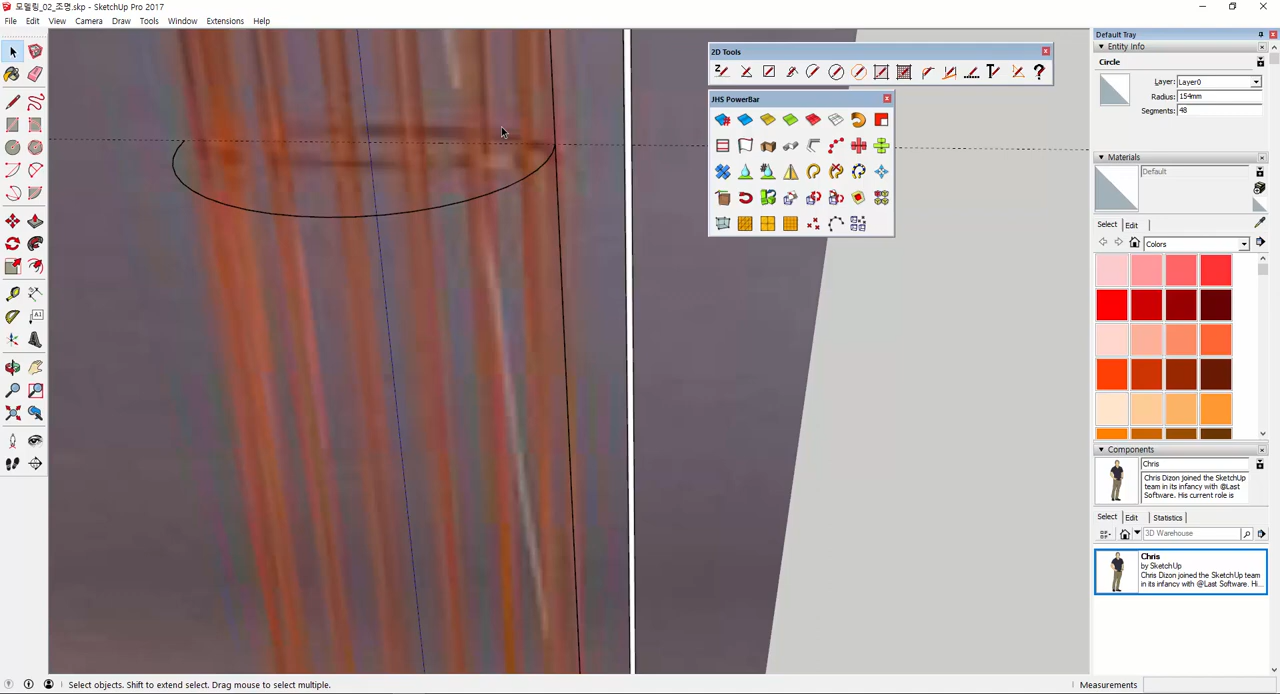 모델링_02_조명.skp - SketchUp Pro 2017
File Edit View Camera Draw Tools Window Extensions Help
2D Tools
JHS PowerBar
Default Tray
Entity Info
Circle
Layer: Layer0
Radius: 154mm
Segments: 48
Materials
Default
Select Edit
Colors
Components
Chris
Chris Dizon joined the SketchUp
team in its infancy with @Last
Software. His current role is
Select Edit Statistics
3D Warehouse
Chris
by SketchUp
Chris Dizon joined the SketchUp
team in its infancy with @Last Software. Hi...
Select objects. Shift to extend select. Drag mouse to select multiple.
Measurements